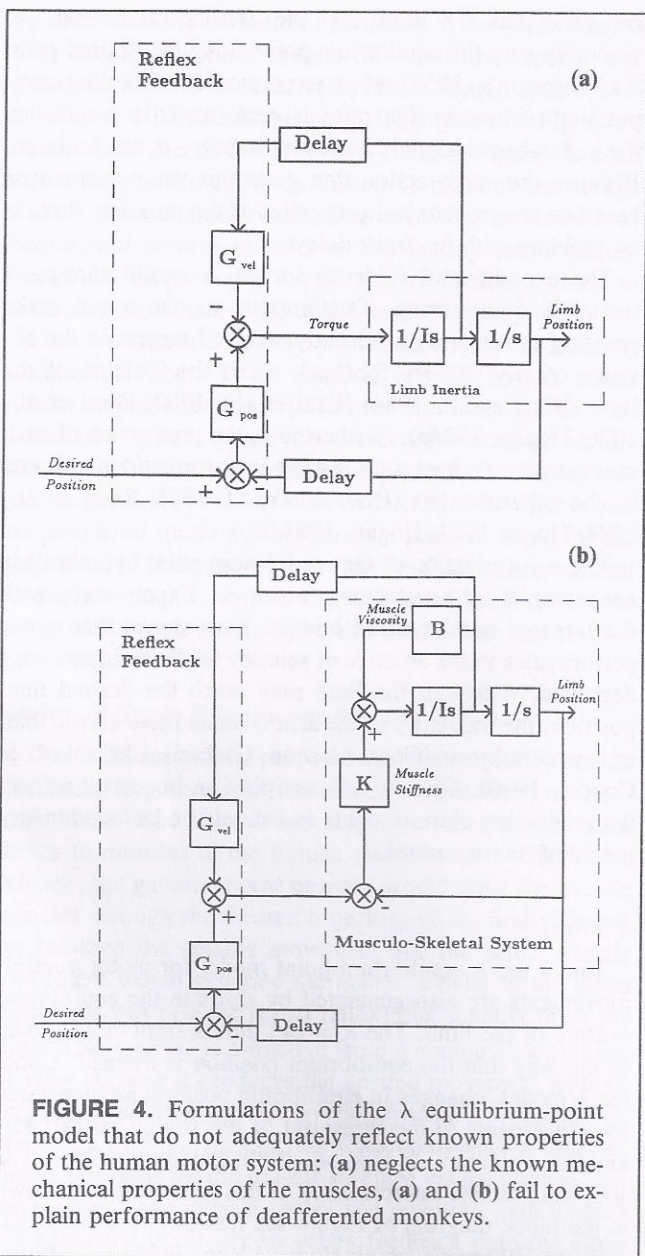 Reflex
Feedback
(a)
Delay
G vel
−
Torque
1/Is
1/s
Limb
Position
+
Limb Inertia
G pos
Desired
Position
+
−
Delay
(b)
Delay
Muscle
Viscosity
B
Reflex
Feedback
−
Limb
Position
1/Is
1/s
+
K
Muscle
Stiffness
G vel
−
+
−
Musculo-Skeletal System
G pos
Desired
Position
+
−
Delay
FIGURE 4. Formulations of the λ equilibrium-point
model that do not adequately reflect known properties
of the human motor system: (a) neglects the known me-
chanical properties of the muscles, (a) and (b) fail to ex-
plain performance of deafferented monkeys.